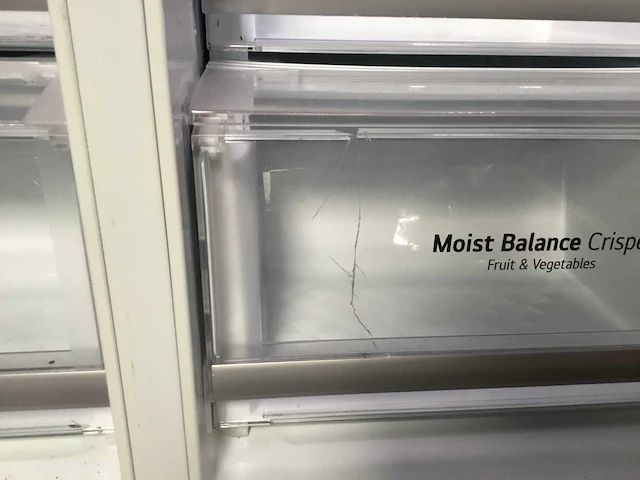 Moist Balance Crispe
Fruit & Vegetables